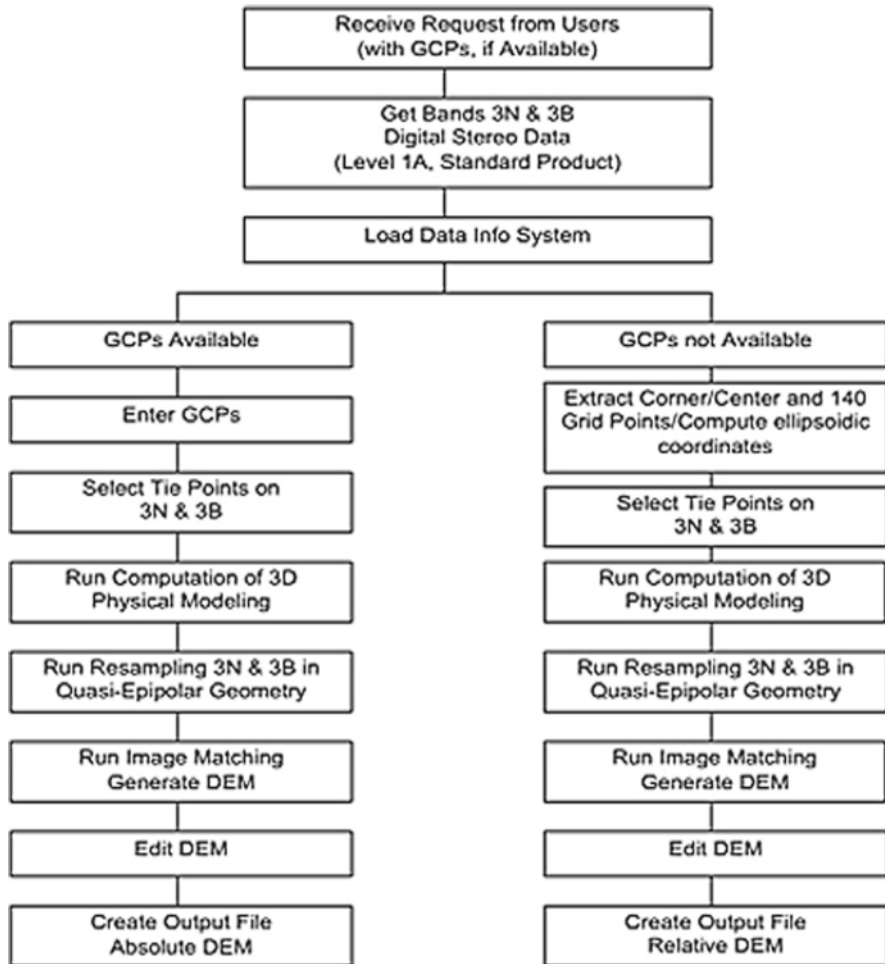 Receive Request from Users
(with GCPs, if Available)
Get Bands 3N & 3B
Digital Stereo Data
(Level 1A, Standard Product)
Load Data Info System
GCPs Available
Enter GCPs
Select Tie Points on
3N & 3B
Run Computation of 3D
Physical Modeling
Run Resampling 3N & 3B in
Quasi-Epipolar Geometry
Run Image Matching
Generate DEM
Edit DEM
Create Output File
Absolute DEM
GCPs not Available
Extract Corner/Center and 140
Grid Points/Compute ellipsoidic
coordinates
Select Tie Points on
3N & 3B
Run Computation of 3D
Physical Modeling
Run Resampling 3N & 3B in
Quasi-Epipolar Geometry
Run Image Matching
Generate DEM
Edit DEM
Create Output File
Relative DEM